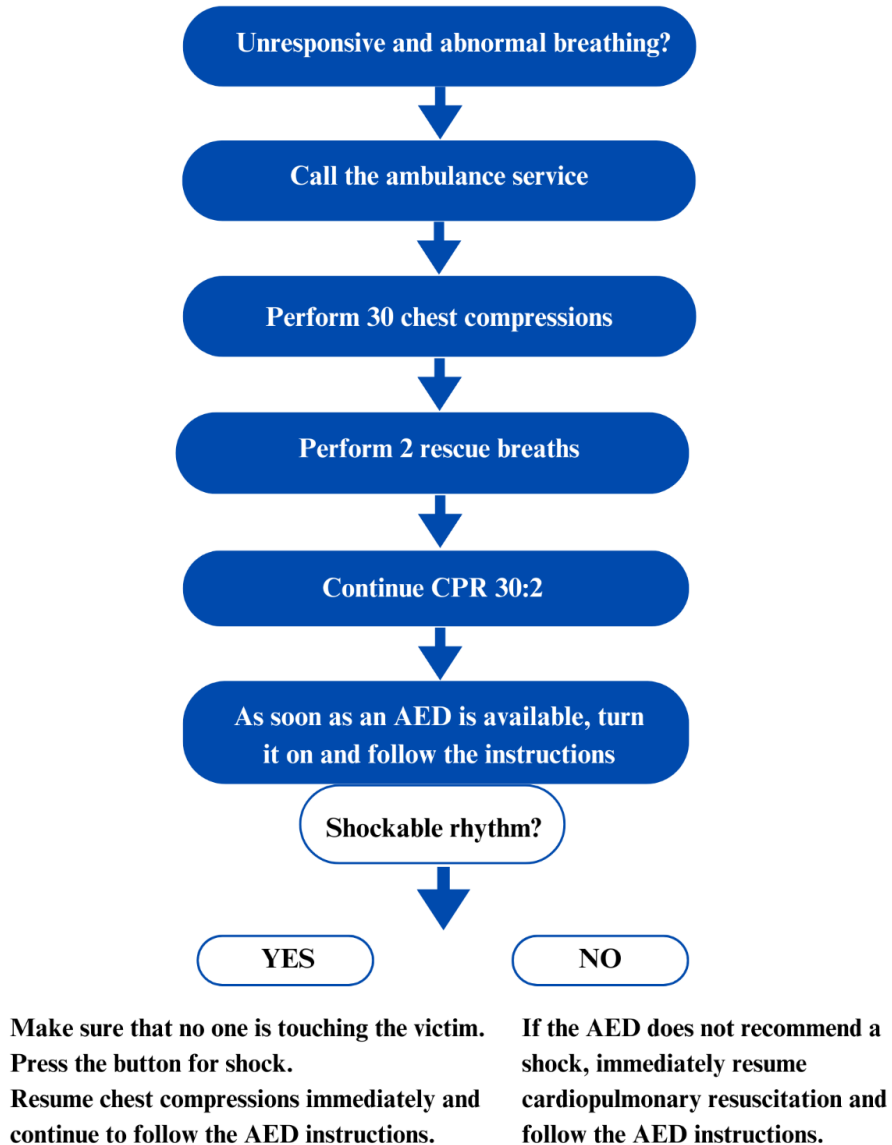 Unresponsive and abnormal breathing?
Call the ambulance service
Perform 30 chest compressions
Perform 2 rescue breaths
Continue CPR 30:2
As soon as an AED is available, turn
it on and follow the instructions
Shockable rhythm?
YES
Make sure that no one is touching the victim.
Press the button for shock.
Resume chest compressions immediately and
continue to follow the AED instructions.
NO
If the AED does not recommend a
shock, immediately resume
cardiopulmonary resuscitation and
follow the AED instructions.